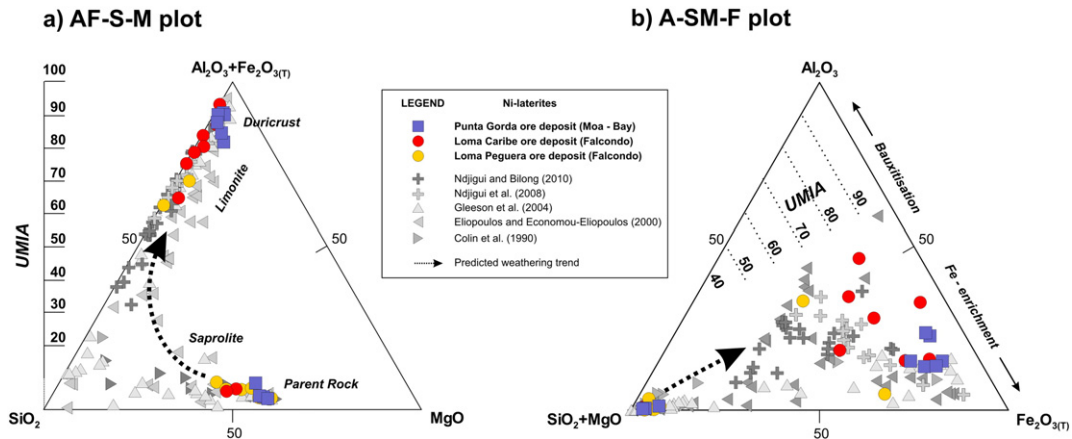 a) AF-S-M plot
b) A-SM-F plot
Al₂O₃+Fe₂O₃₍T₎
UMIA
100
90
80
70
60
50
40
30
20
10
0
Duricrust
Limonite
50
50
Saprolite
Parent Rock
SiO₂
50
MgO
LEGEND Ni-laterites
Punta Gorda ore deposit (Moa - Bay)
Loma Caribe ore deposit (Falcondo)
Loma Peguera ore deposit (Falcondo)
Ndjigui and Bilong (2010)
Ndjigui et al. (2008)
Gleeson et al. (2004)
Eliopoulos and Economou-Eliopoulos (2000)
Colin et al. (1990)
Predicted weathering trend
Al₂O₃
Bauxitisation
UMIA
90
80
70
60
50
40
50
50
Fe - enrichment
SiO₂+MgO
50
Fe₂O₃₍T₎